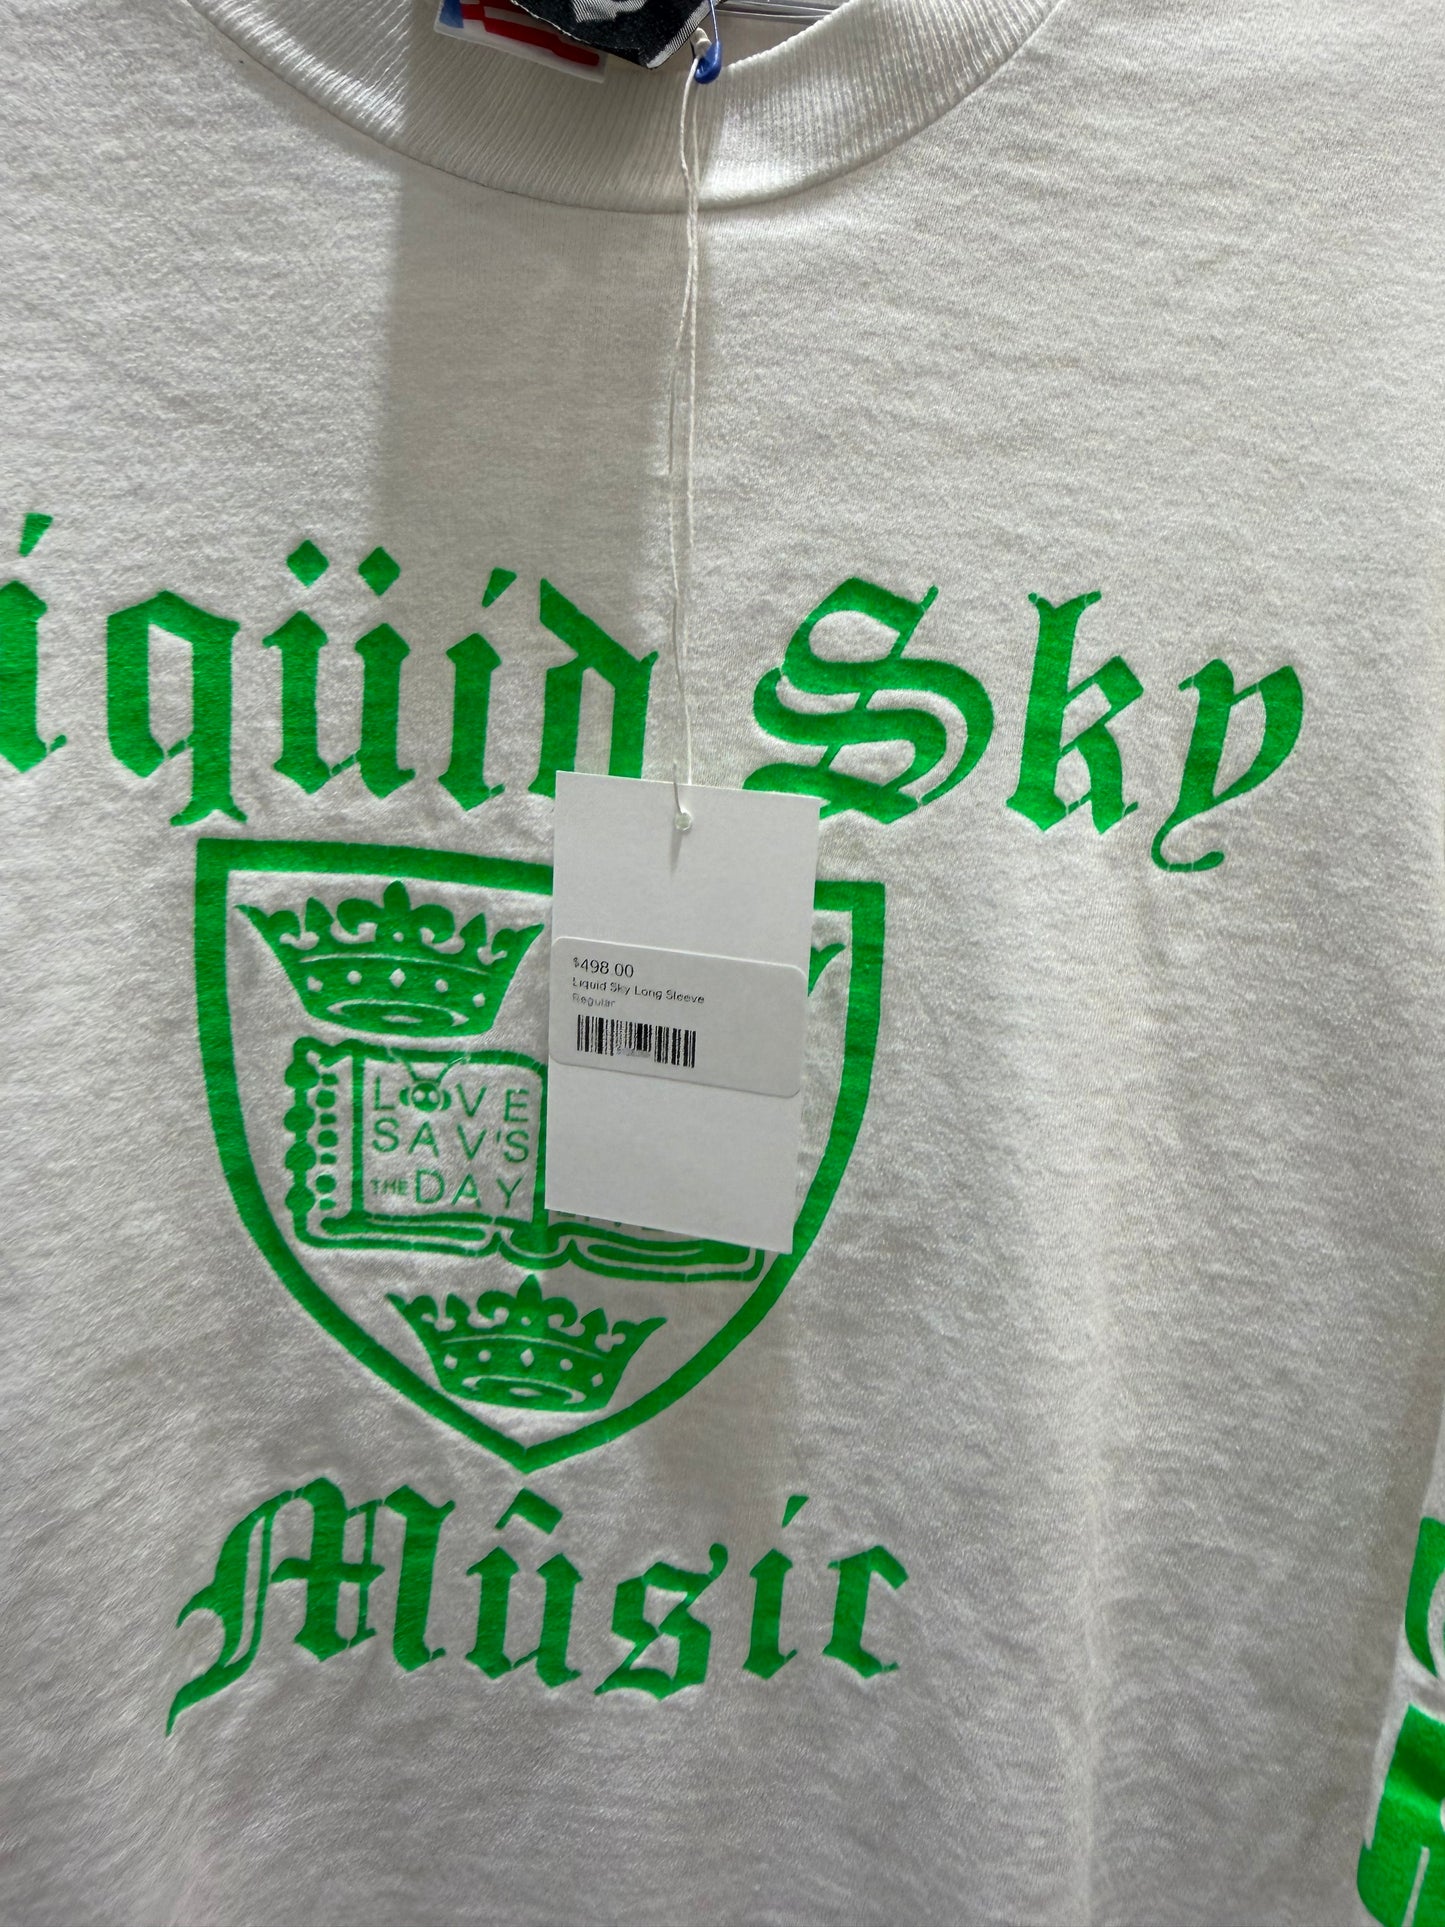 iqüid Sky
$498.00
Liquid Sky Long Sleeve
Regular
LOVE
SAV'S
THE DAY
Mûsic